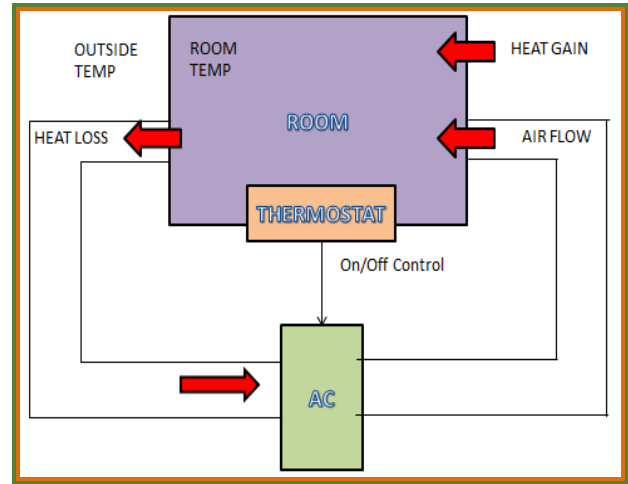 OUTSIDE
TEMP
ROOM
TEMP
HEAT GAIN
ROOM
HEAT LOSS
AIR FLOW
THERMOSTAT
On/Off Control
AC